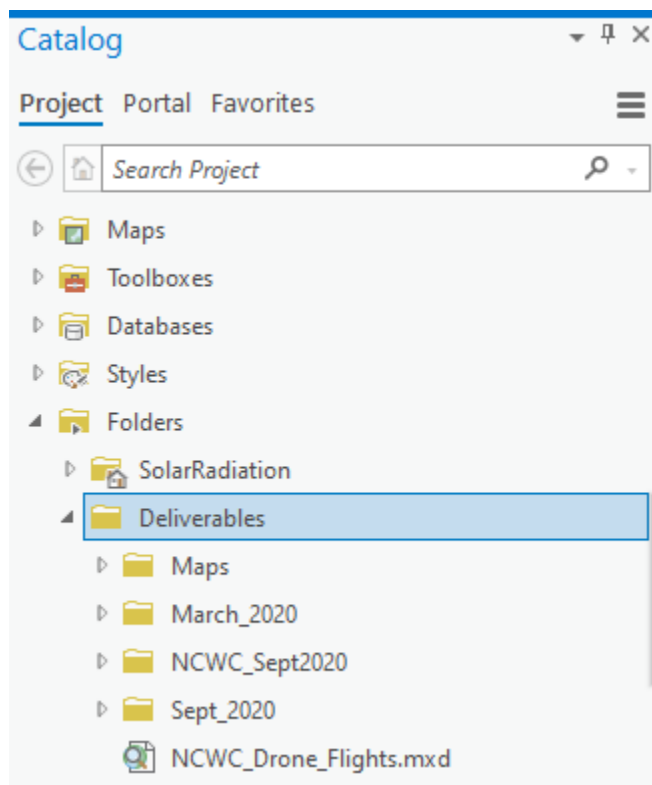 Catalog
Project Portal Favorites
Search Project
Maps
Toolboxes
Databases
Styles
Folders
SolarRadiation
Deliverables
Maps
March_2020
NCWC_Sept2020
Sept_2020
NCWC_Drone_Flights.mxd